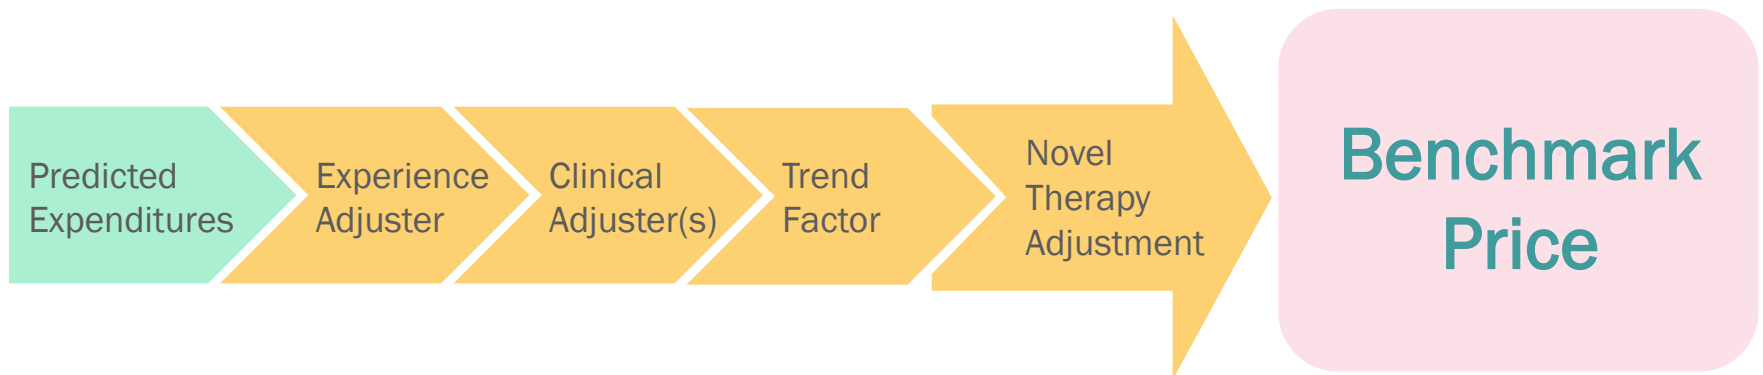 Predicted
Expenditures
Experience
Adjuster
Clinical
Adjuster(s)
Trend
Factor
Novel
Therapy
Adjustment
Benchmark
Price